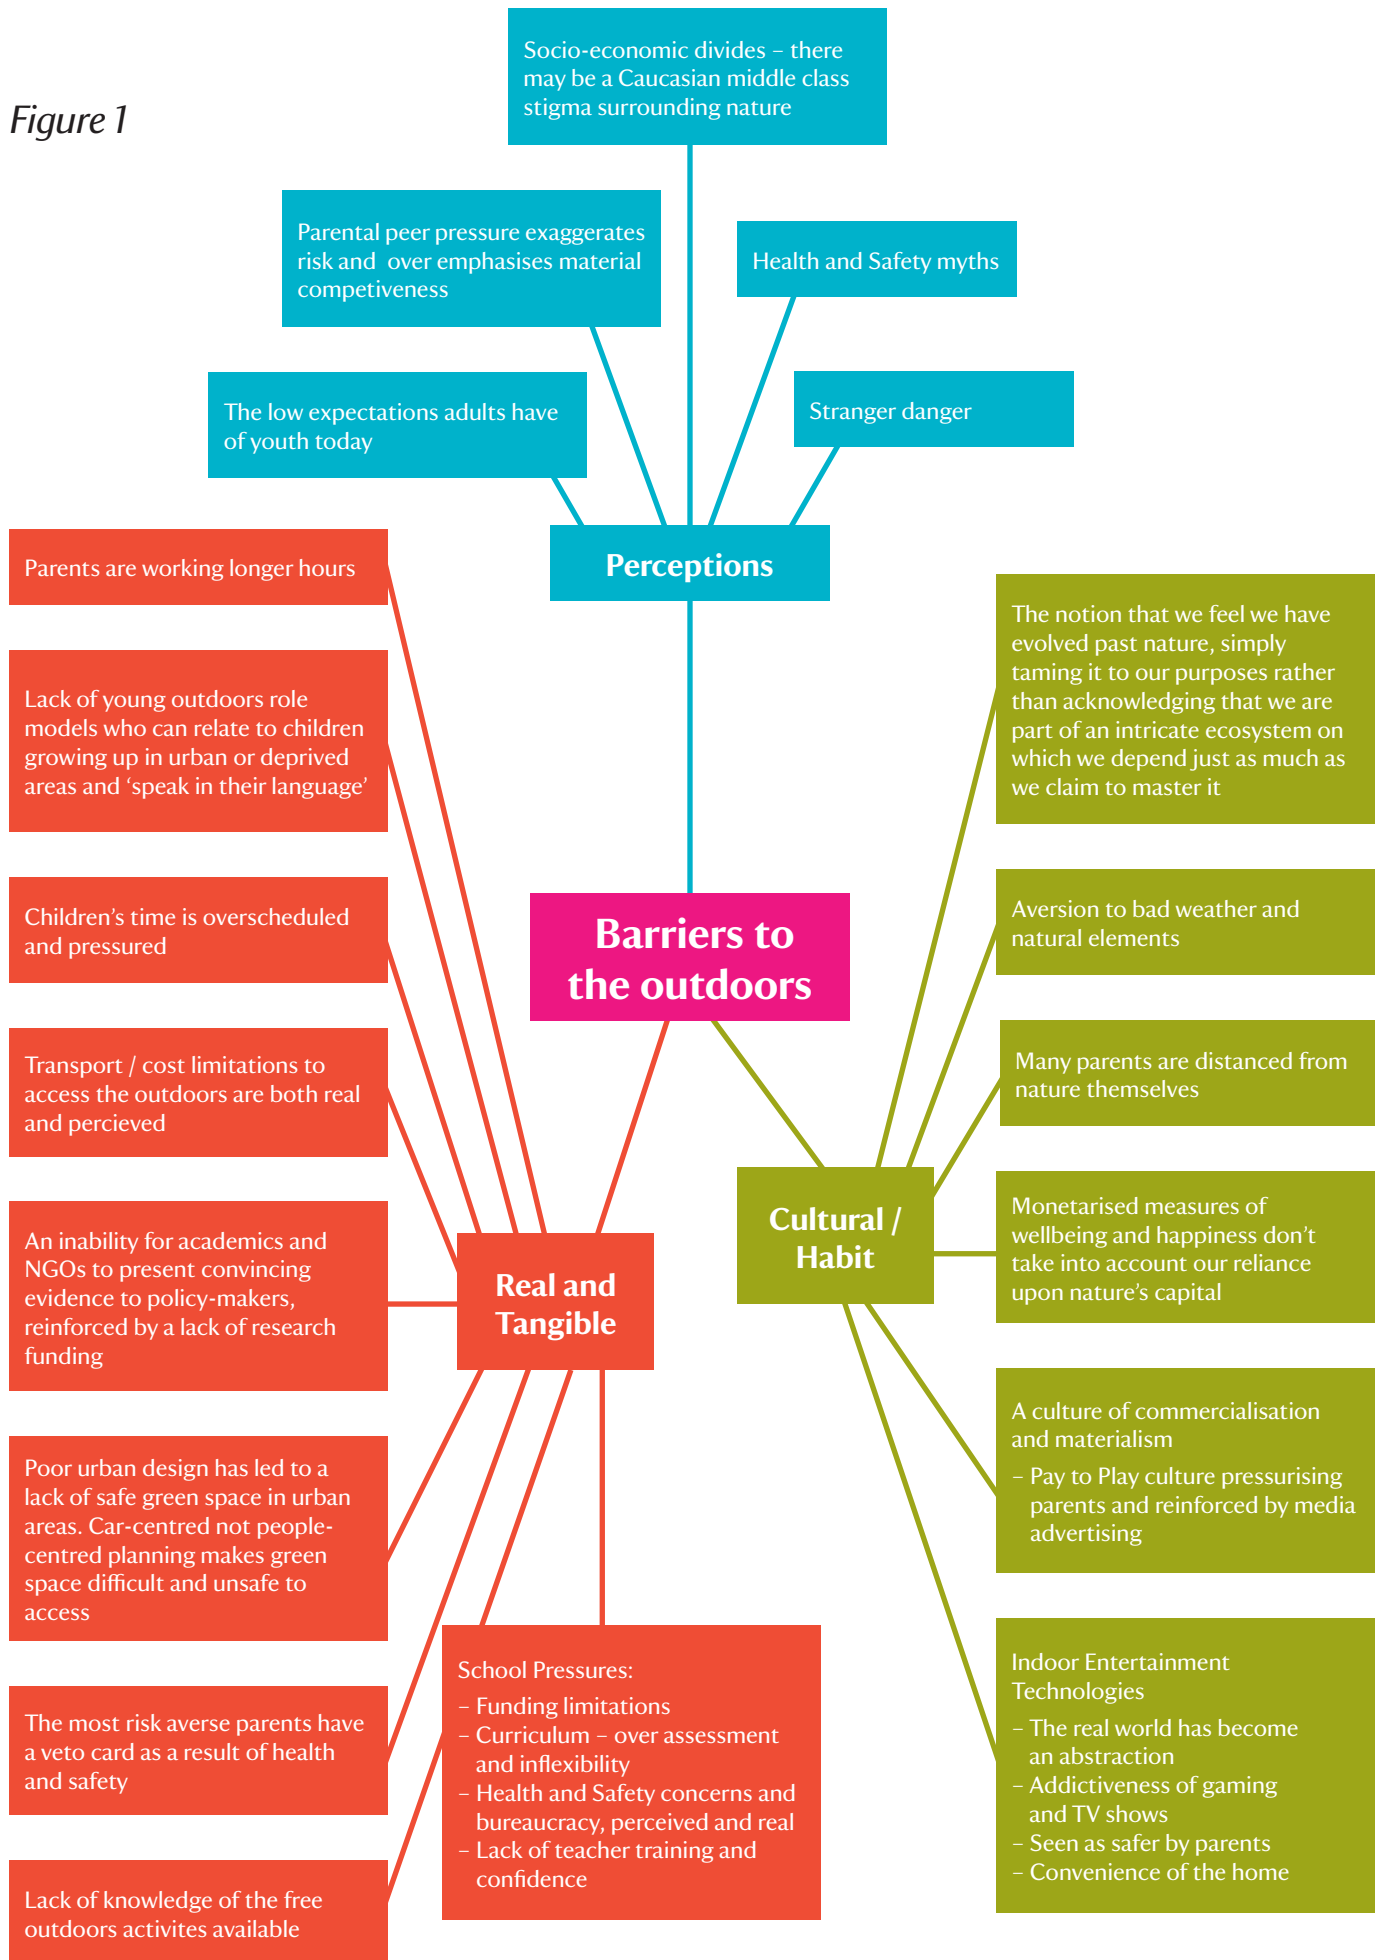 Figure 1
Socio-economic divides – there
may be a Caucasian middle class
stigma surrounding nature
Parental peer pressure exaggerates
risk and  over emphasises material
competiveness
Health and Safety myths
The low expectations adults have
of youth today
Stranger danger
Perceptions
Parents are working longer hours
Lack of young outdoors role
models who can relate to children
growing up in urban or deprived
areas and ‘speak in their language’
Children’s time is overscheduled
and pressured
Transport / cost limitations to
access the outdoors are both real
and percieved
An inability for academics and
NGOs to present convincing
evidence to policy-makers,
reinforced by a lack of research
funding
Poor urban design has led to a
lack of safe green space in urban
areas. Car-centred not people-
centred planning makes green
space difficult and unsafe to
access
The most risk averse parents have
a veto card as a result of health
and safety
Lack of knowledge of the free
outdoors activites available
Barriers to
the outdoors
Real and
Tangible
School Pressures:
– Funding limitations
– Curriculum – over assessment
and inflexibility
– Health and Safety concerns and
bureaucracy, perceived and real
– Lack of teacher training and
confidence
Cultural /
Habit
The notion that we feel we have
evolved past nature, simply
taming it to our purposes rather
than acknowledging that we are
part of an intricate ecosystem on
which we depend just as much as
we claim to master it
Aversion to bad weather and
natural elements
Many parents are distanced from
nature themselves
Monetarised measures of
wellbeing and happiness don’t
take into account our reliance
upon nature’s capital
A culture of commercialisation
and materialism
– Pay to Play culture pressurising
parents and reinforced by media
advertising
Indoor Entertainment
Technologies
– The real world has become
an abstraction
– Addictiveness of gaming
and TV shows
– Seen as safer by parents
– Convenience of the home